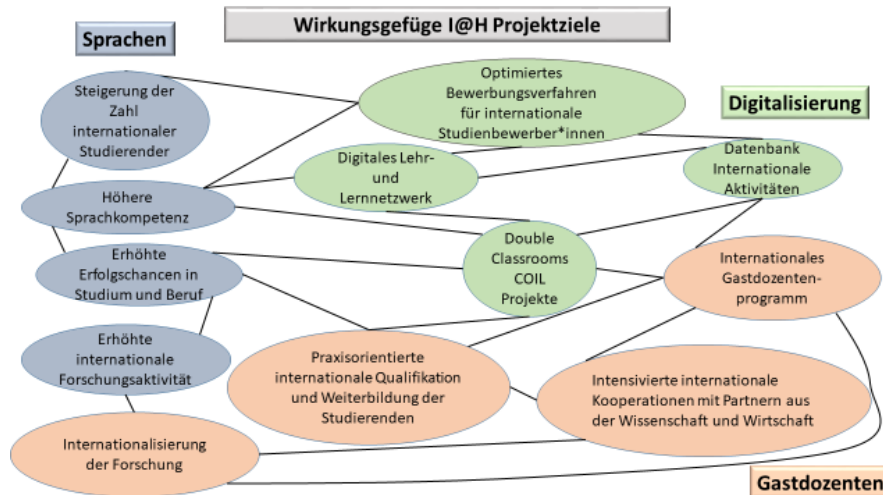 Wirkungsgefüge I@H Projektziele
Sprachen
Steigerung der
Zahl
internationaler
Studierender
Optimiertes
Bewerbungsverfahren
für internationale
Studienbewerber*innen
Digitalisierung
Digitales Lehr-
und
Lernnetzwerk
Datenbank
Internationale
Aktivitäten
Höhere
Sprachkompetenz
Double
Classrooms
COIL
Projekte
Erhöhte
Erfolgschancen in
Studium und Beruf
Internationales
Gastdozenten-
programm
Erhöhte
internationale
Forschungsaktivität
Praxisorientierte
internationale Qualifikation
und Weiterbildung der
Studierenden
Intensivierte internationale
Kooperationen mit Partnern aus
der Wissenschaft und Wirtschaft
Internationalisierung
der Forschung
Gastdozenten